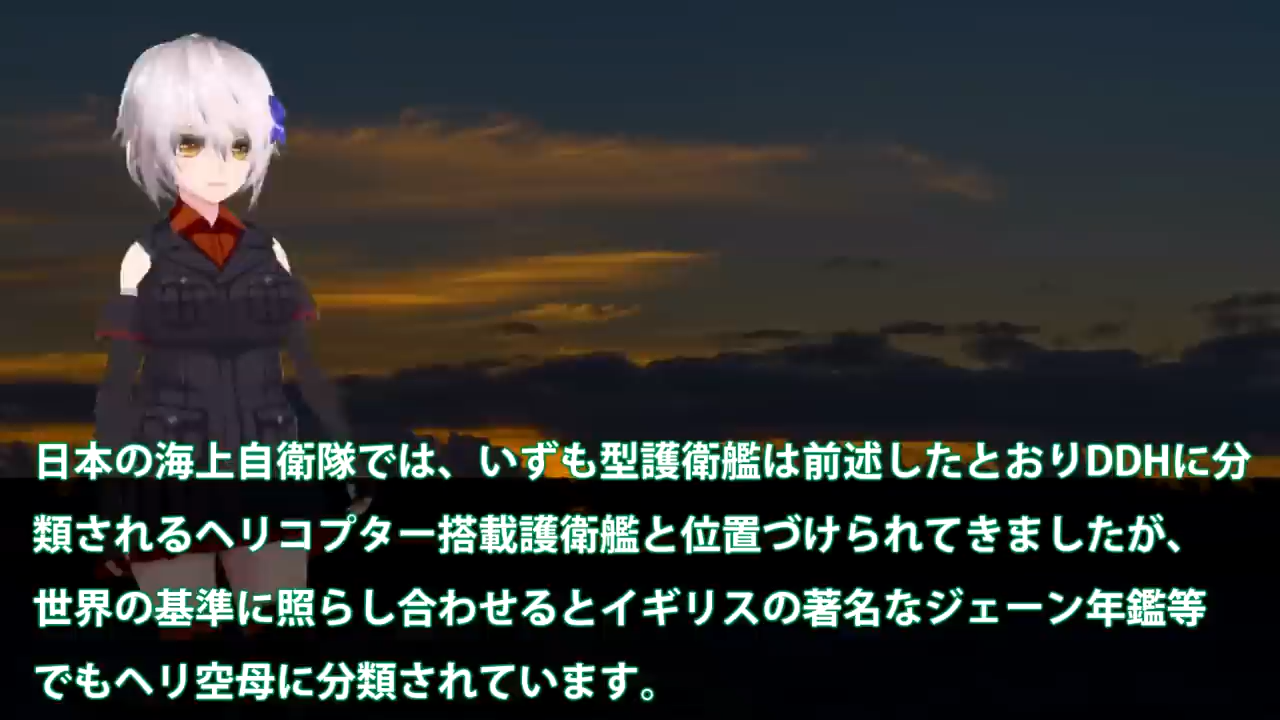 日本の海上自衛隊では、いずも型護衛艦は前述したとおりDDHに分
類されるヘリコプター搭載護衛艦と位置づけられてきましたが、
世界の基準に照らし合わせるとイギリスの著名なジェーン年鑑等
でもヘリ空母に分類されています。